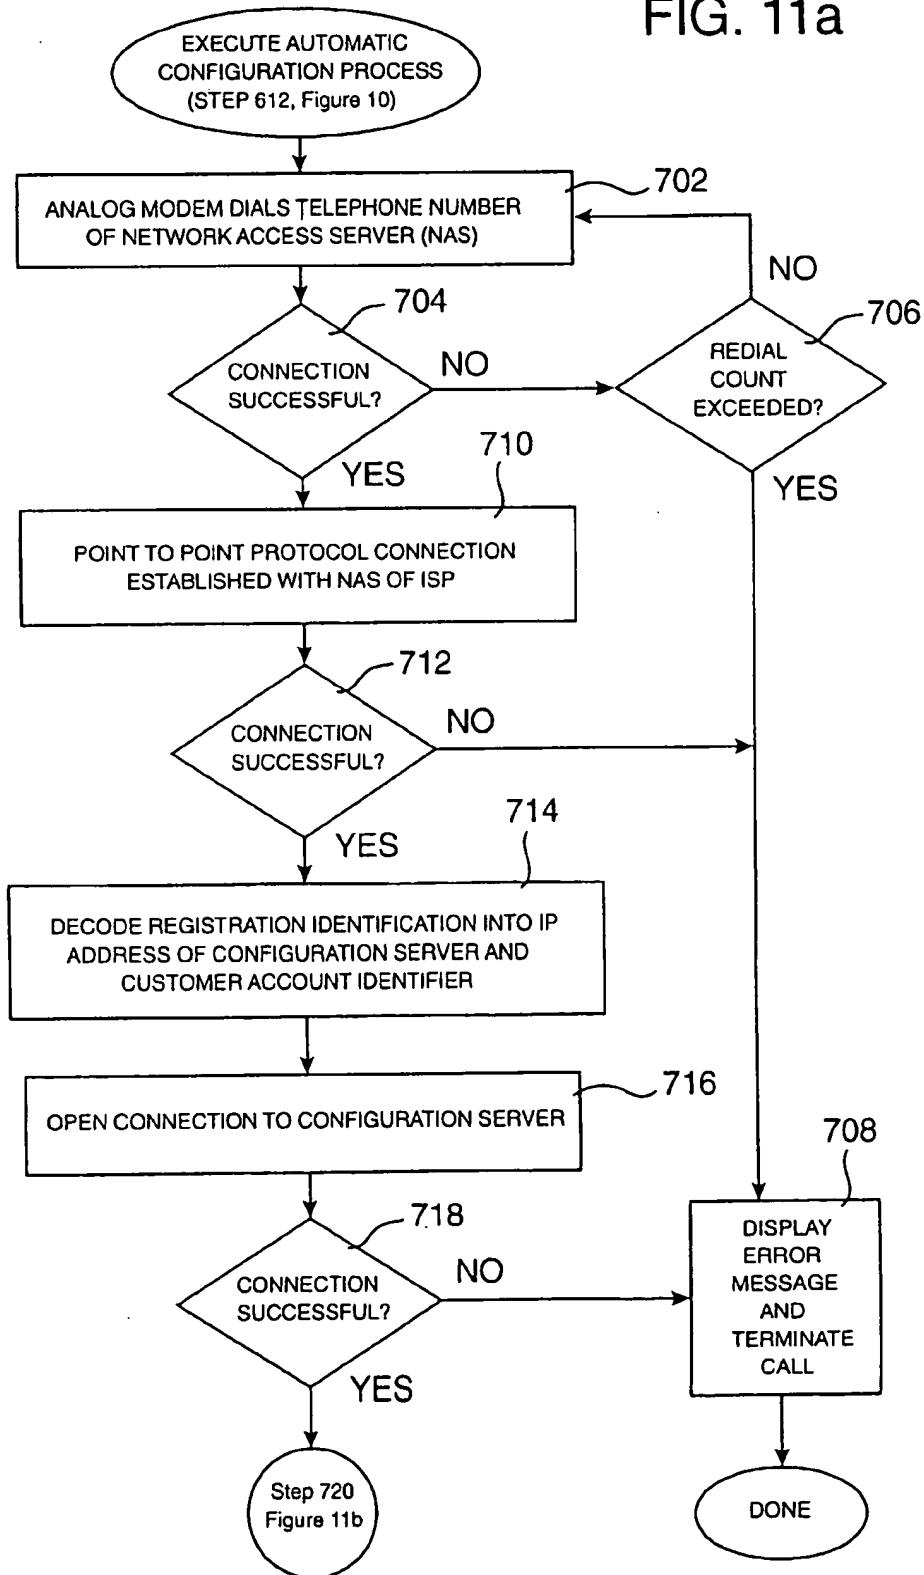 FIG. 11a
EXECUTE AUTOMATIC
CONFIGURATION PROCESS
(STEP 612, Figure 10)
702
ANALOG MODEM DIALS TELEPHONE NUMBER
OF NETWORK ACCESS SERVER (NAS)
NO
704
706
CONNECTION
SUCCESSFUL?
NO
REDIAL
COUNT
EXCEEDED?
YES
710
YES
POINT TO POINT PROTOCOL CONNECTION
ESTABLISHED WITH NAS OF ISP
712
CONNECTION
SUCCESSFUL?
NO
YES
714
DECODE REGISTRATION IDENTIFICATION INTO IP
ADDRESS OF CONFIGURATION SERVER AND
CUSTOMER ACCOUNT IDENTIFIER
716
OPEN CONNECTION TO CONFIGURATION SERVER
708
718
CONNECTION
SUCCESSFUL?
NO
DISPLAY
ERROR
MESSAGE
AND
TERMINATE
CALL
YES
Step 720
Figure 11b
DONE